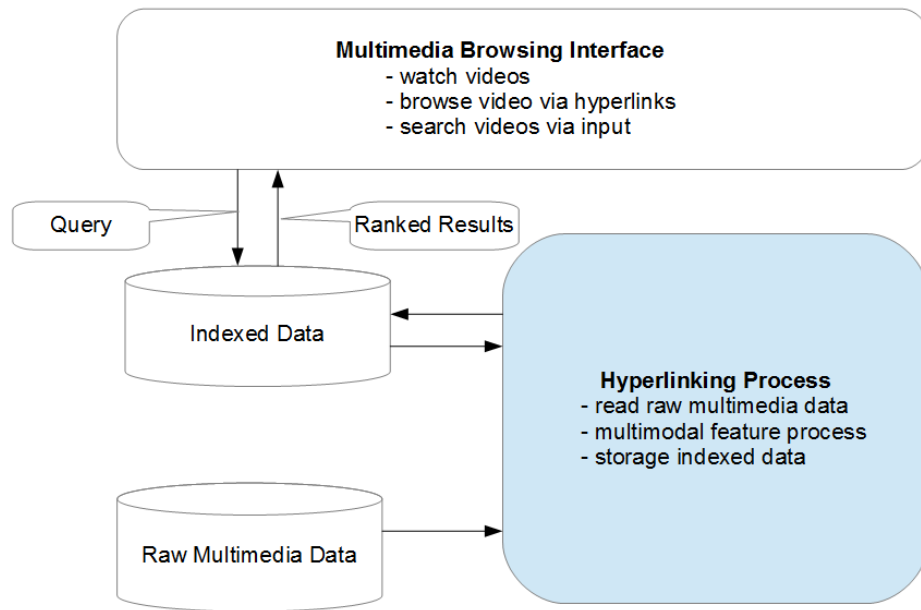 Multimedia Browsing Interface
- watch videos
- browse video via hyperlinks
- search videos via input
Query
Ranked Results
Indexed Data
Hyperlinking Process
- read raw multimedia data
- multimodal feature process
- storage indexed data
Raw Multimedia Data